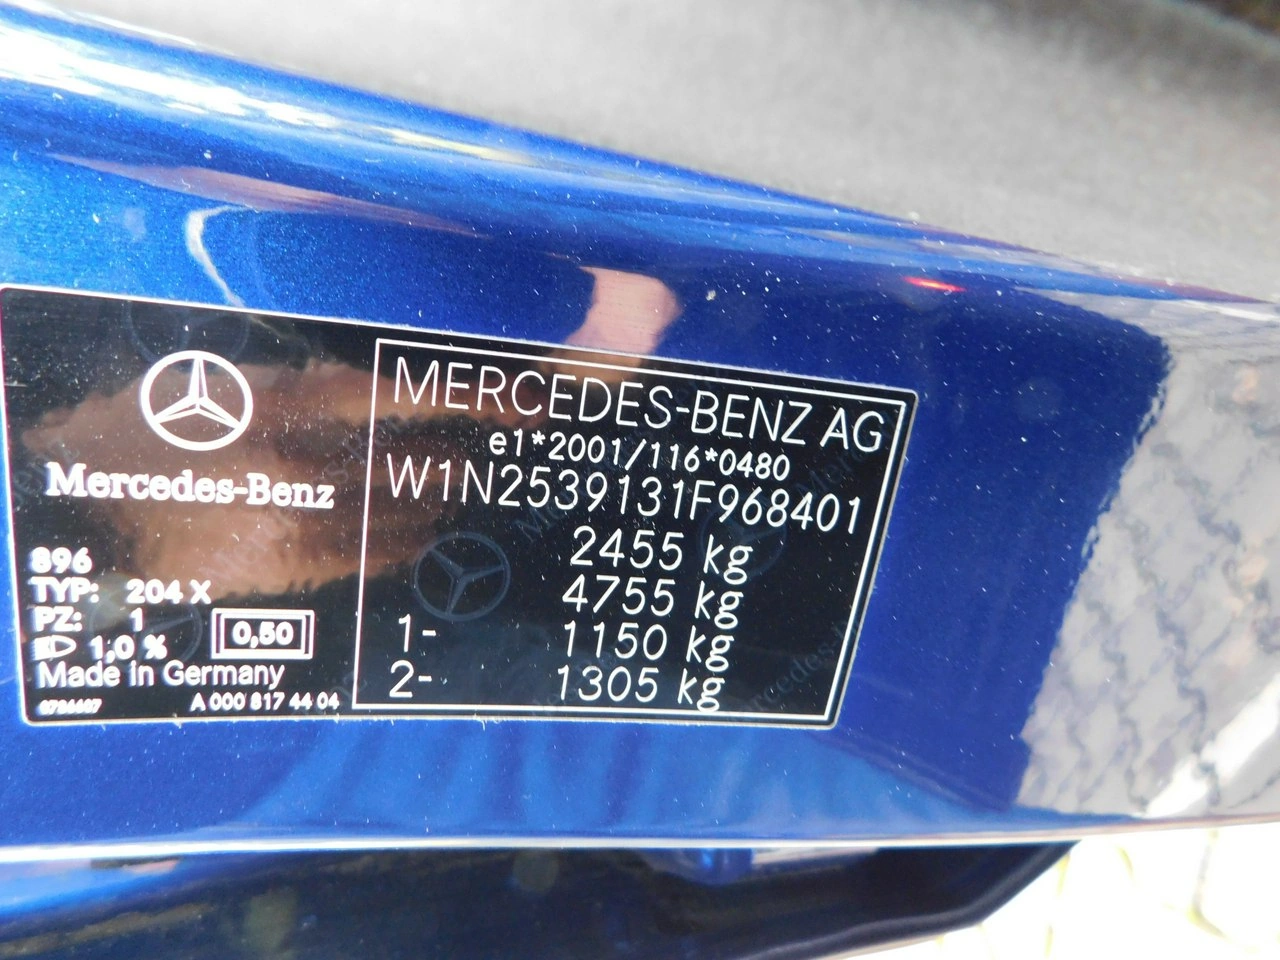 Mercedes-Benz
896
TYP: 204 X
PZ: 1
1,0 %
0,50
Made in Germany
A 000 817 44 04
MERCEDES-BENZ AG
e1*2001/116*0480
W1N2539131F968401
2455 kg
4755 kg
1- 1150 kg
2- 1305 kg